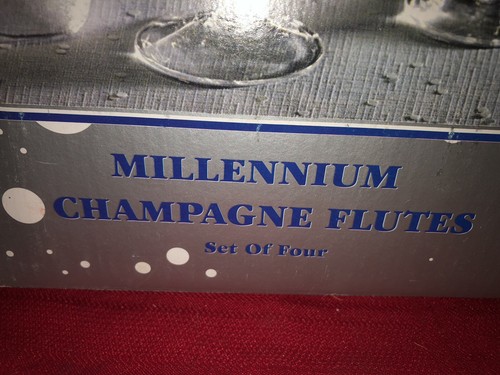 MILLENNIUM
CHAMPAGNE FLUTES
Set Of Four